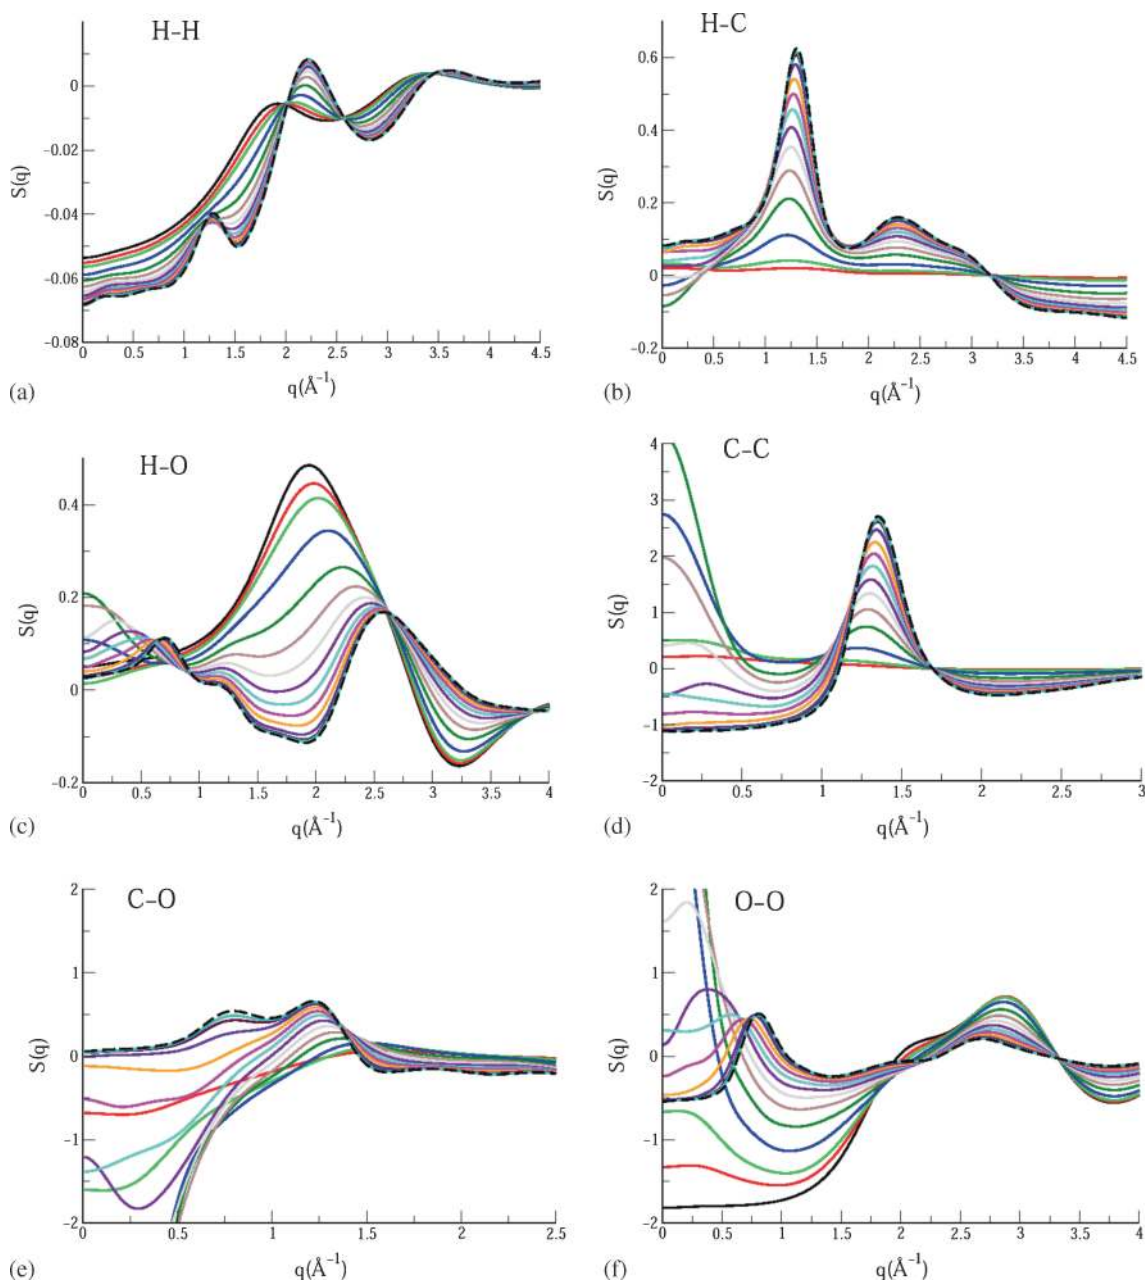 H–H
0
−0.02
−0.04
−0.06
−0.08
S(q)
0 0.5 1 1.5 2 2.5 3 3.5 4 4.5
q(Å⁻¹)
(a)
H–C
0.6
0.4
0.2
0
−0.2
S(q)
0 0.5 1 1.5 2 2.5 3 3.5 4 4.5
q(Å⁻¹)
(b)
H–O
0.4
0.2
0
−0.2
S(q)
0 0.5 1 1.5 2 2.5 3 3.5 4
q(Å⁻¹)
(c)
C–C
4
3
2
1
0
−1
−2
S(q)
0 0.5 1 1.5 2 2.5 3
q(Å⁻¹)
(d)
C–O
2
1
0
−1
−2
S(q)
0 0.5 1 1.5 2 2.5
q(Å⁻¹)
(e)
O–O
2
1
0
−1
−2
S(q)
0 0.5 1 1.5 2 2.5 3 3.5 4
q(Å⁻¹)
(f)